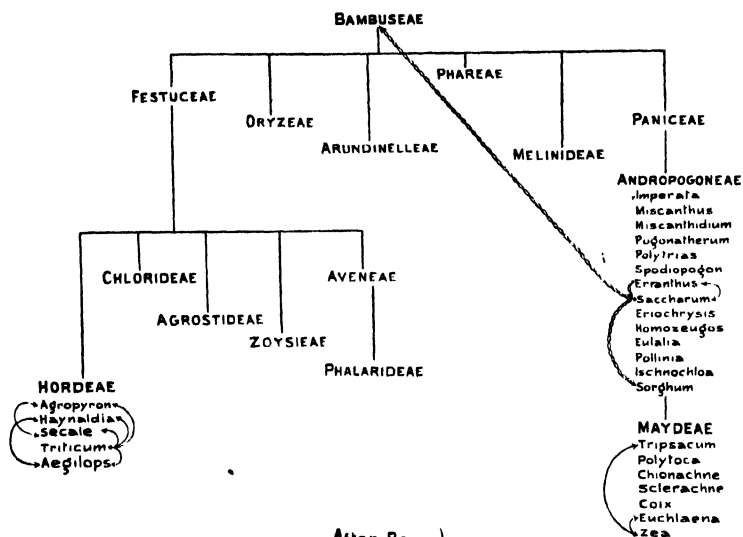 BAMBUSEAE
FESTUCEAE
ORYZEAE
ARUNDINELLEAE
PHAREAE
MELINIDEAE
PANICEAE
ANDROPOGONEAE
Imperata
Miscanthus
Miscanthidium
Pogonatherum
Polytrias
Spodiopogon
Erianthus
Saccharum
Eriochrysis
Homozeugos
Eulalia
Pollinia
Ischnochloa
Sorghum
CHLORIDEAE
AGROSTIDEAE
ZOYSIEAE
AVENEAE
PHALARIDEAE
HORDEAE
Agropyron
Haynaldia
Secale
Triticum
Aegilops
MAYDEAE
Tripsacum
Polytoca
Chionachne
Sclerachne
Coix
Euchlaena
Zea
After